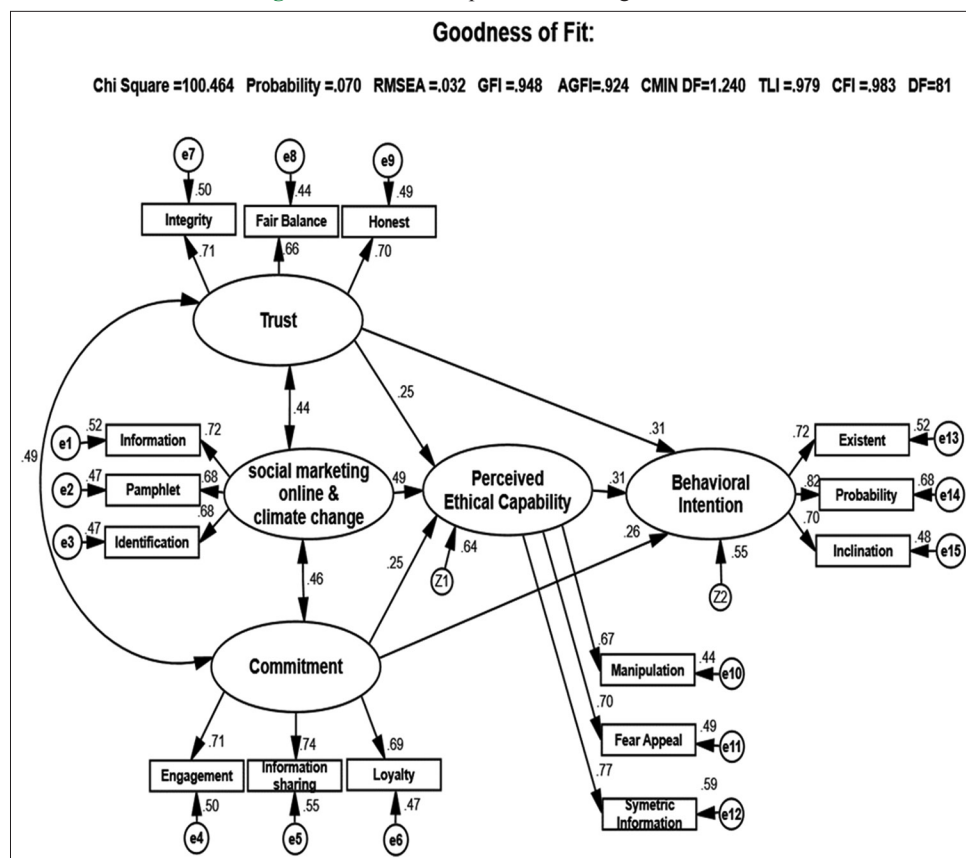 Goodness of Fit:
Chi Square =100.464 Probability =.070 RMSEA =.032 GFI =.948 AGFI=.924 CMIN DF=1.240 TLI =.979 CFI =.983 DF=81
e7
e8
e9
.50
.44
.49
Integrity
Fair Balance
Honest
.71
.66
.70
Trust
.44
.25
.31
.49
e1
.52
Information
.72
e2
.47
Pamphlet
.68
e3
.47
Identification
.68
social marketing
online &
climate change
.49
Perceived
Ethical Capability
.31
Behavioral
Intention
.72
Existent
.52
e13
.82
Probability
.68
e14
.70
Inclination
.48
e15
.46
.25
.26
Z1
.64
Z2
.55
Commitment
.67
Manipulation
.44
e10
.70
Fear Appeal
.49
e11
.77
Symetric
Information
.59
e12
.71
.74
.69
Engagement
Information
sharing
Loyalty
.50
.55
.47
e4
e5
e6